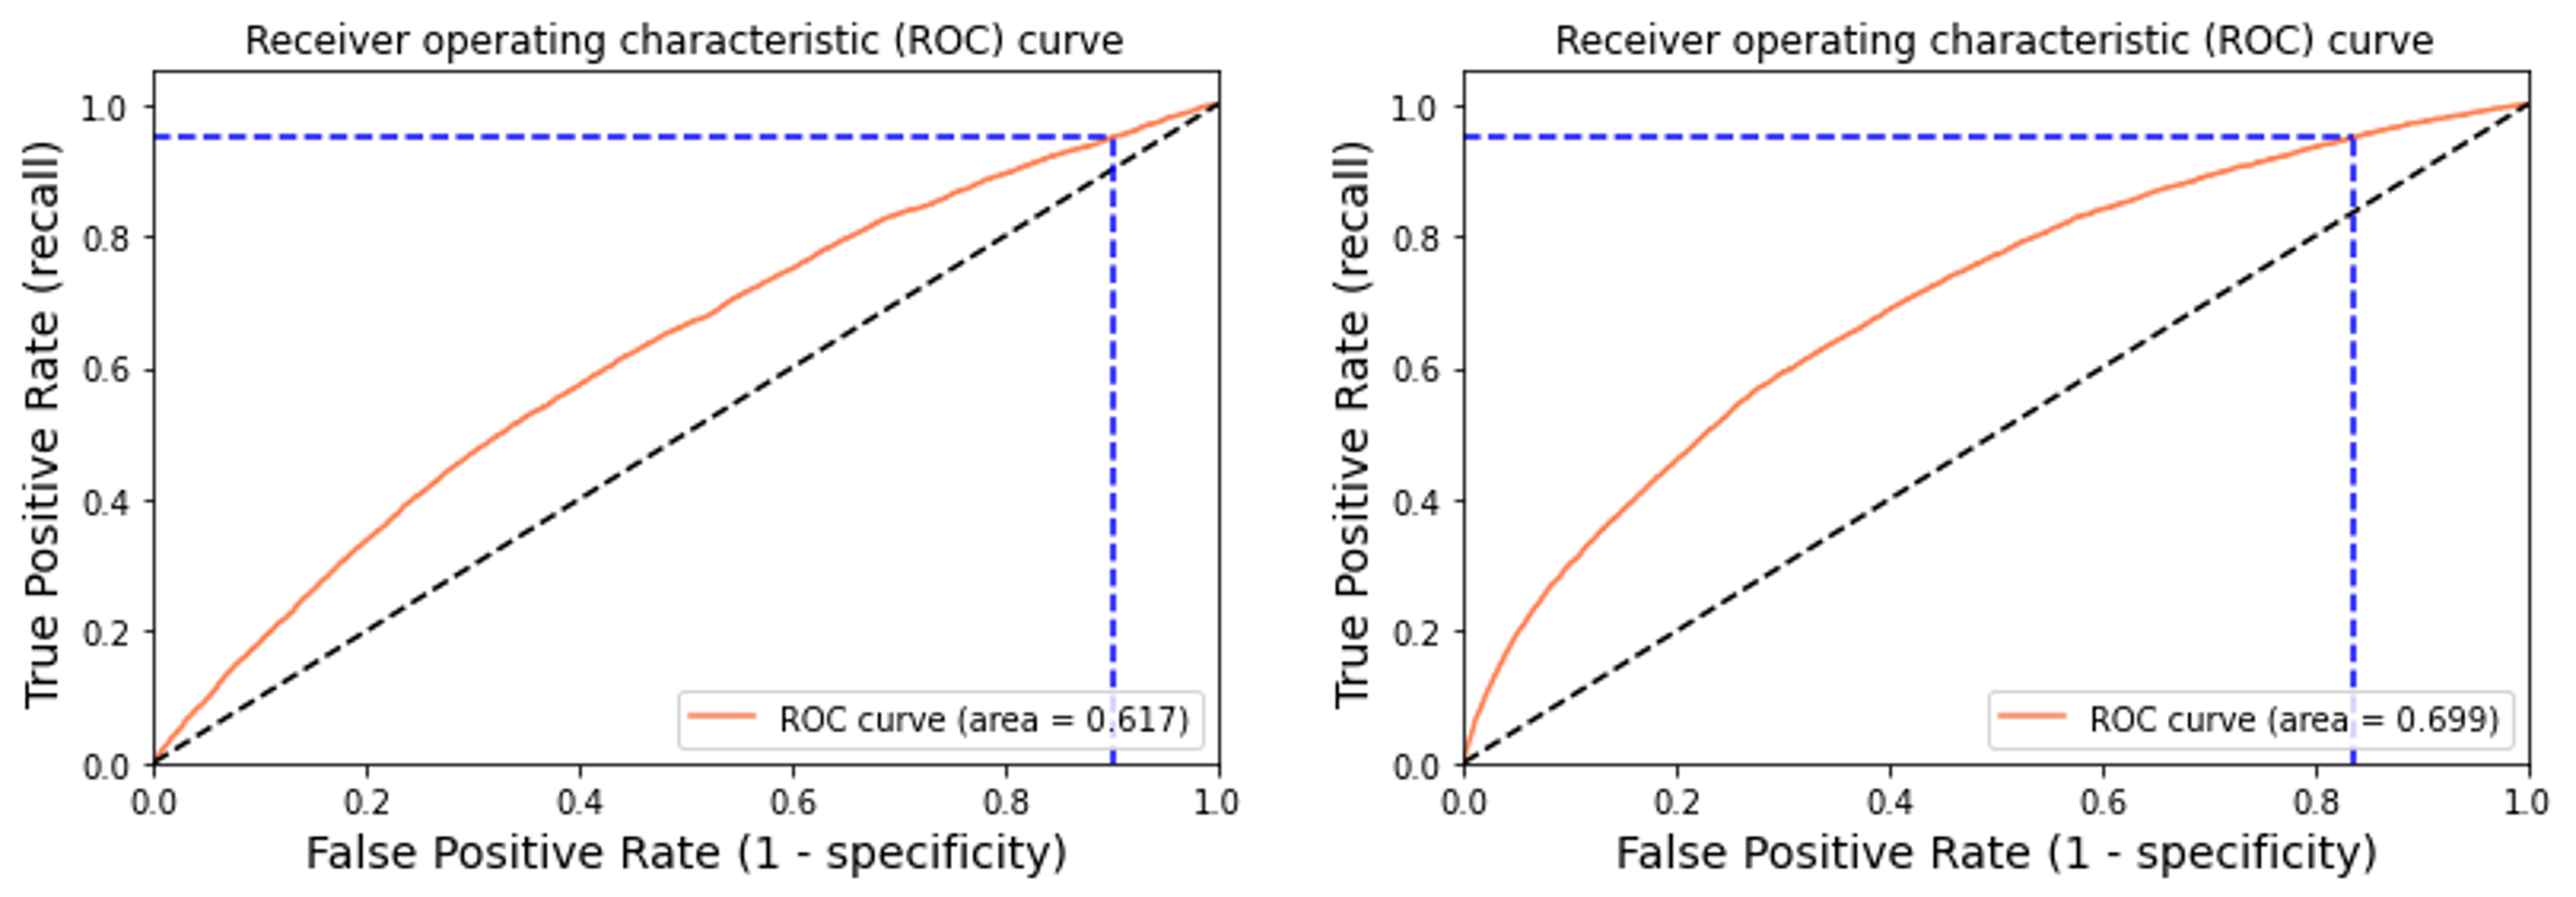 Receiver operating characteristic (ROC) curve
True Positive Rate (recall)
1.0
0.8
0.6
0.4
0.2
0.0
ROC curve (area = 0.617)
0.0 0.2 0.4 0.6 0.8 1.0
False Positive Rate (1 - specificity)
Receiver operating characteristic (ROC) curve
True Positive Rate (recall)
1.0
0.8
0.6
0.4
0.2
0.0
ROC curve (area = 0.699)
0.0 0.2 0.4 0.6 0.8 1.0
False Positive Rate (1 - specificity)